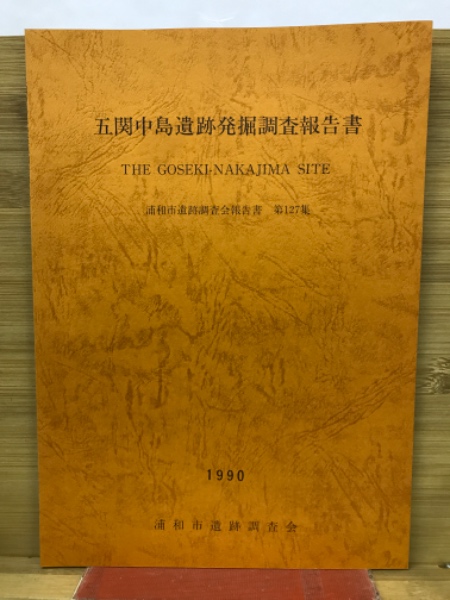 五関中島遺跡発掘調査報告書
THE GOSEKI-NAKAJIMA SITE
浦和市遺跡調査会報告書　第127集
1990
浦和市遺跡調査会